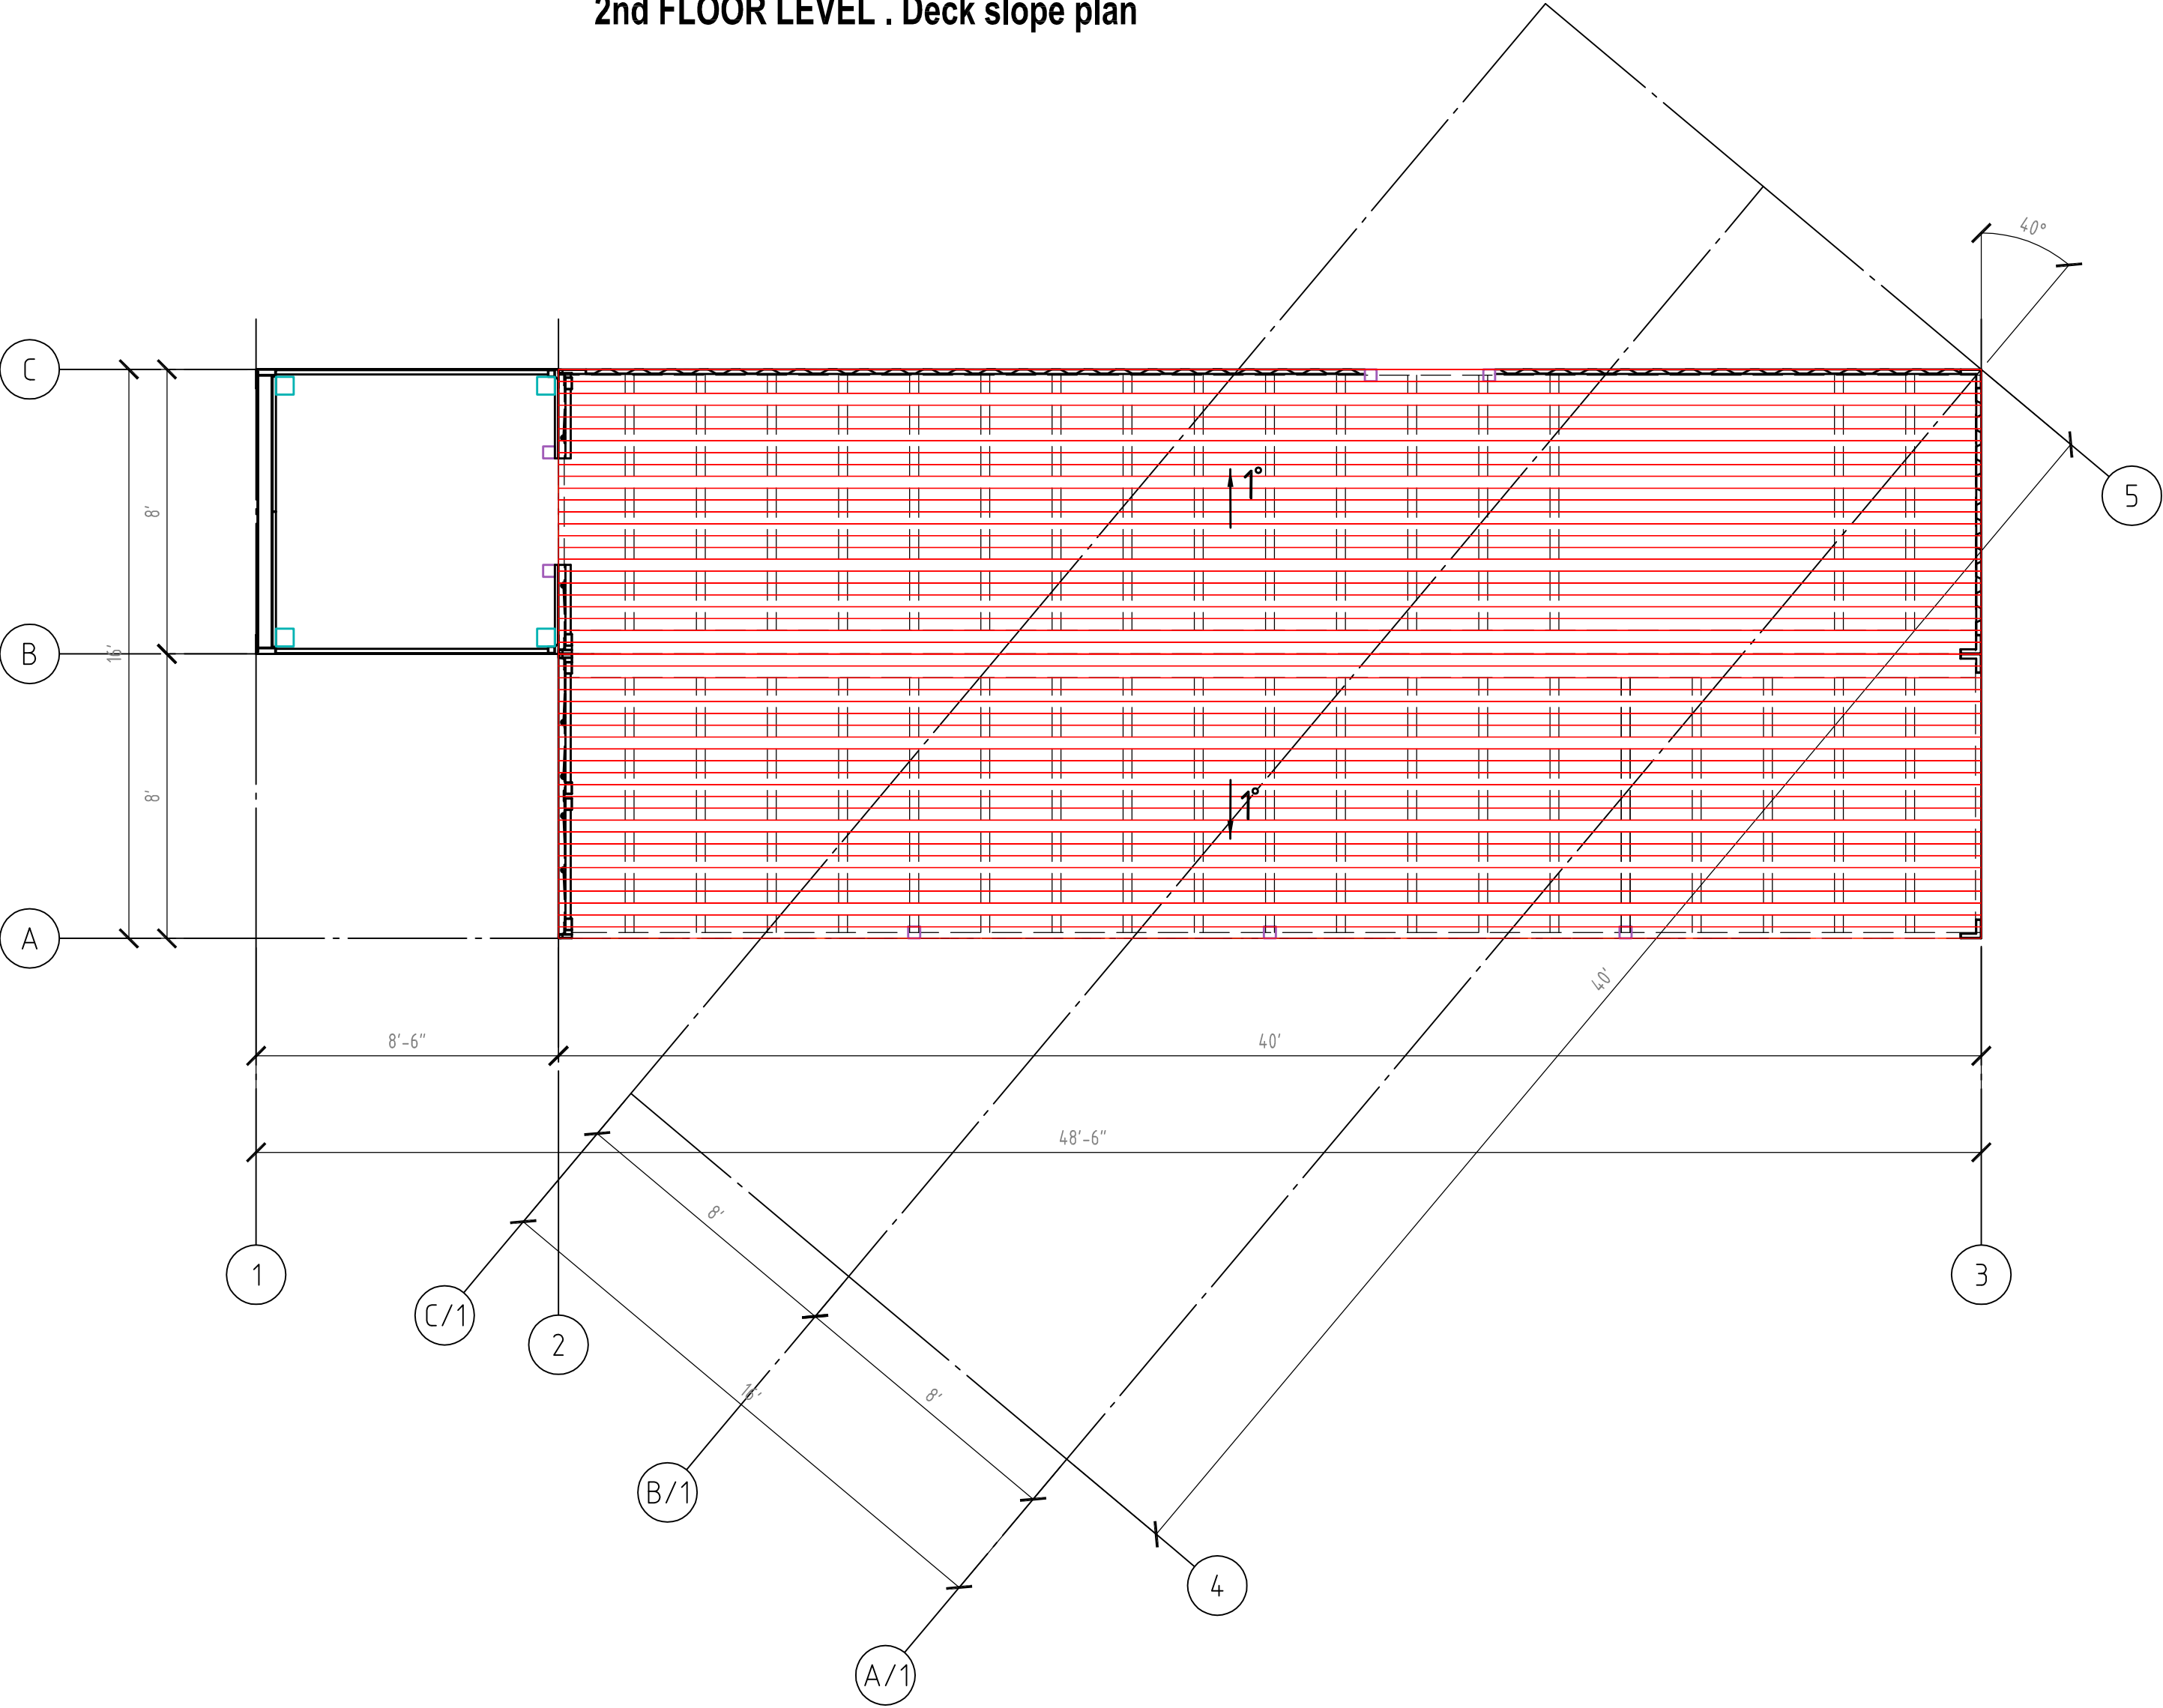 2nd FLOOR LEVEL . Deck slope plan
40°
C
8'
1°
5
B
16'
8'
1°
A
40'
8'-6"
40'
48'-6"
8'
1
C/1
2
3
16'
8'
B/1
4
A/1